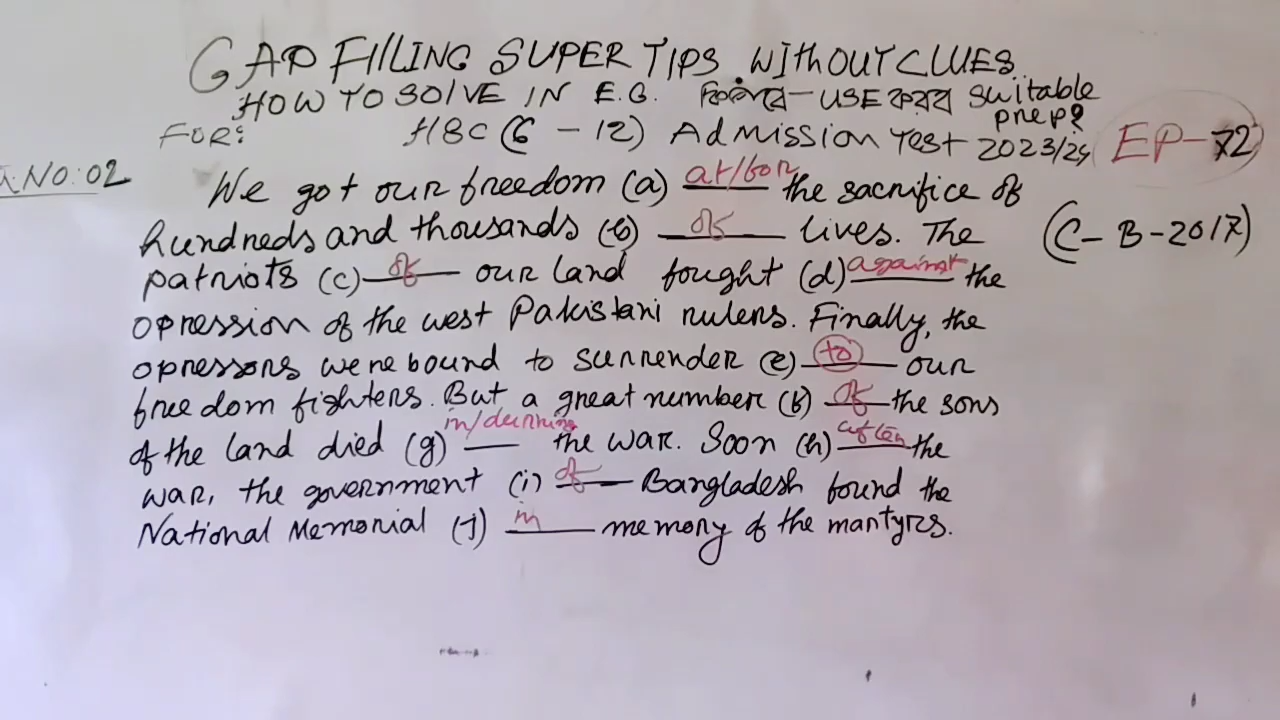 GAP FILLING SUPER TIPS WITHOUT CLUES
HOW TO SOLVE IN E.G. কিভাবে - USE করব suitable prep?
FOR: HSC (6 - 12) Admission Test 2023/24 EP-72
NO: 02
We got our freedom (a) at/for the sacrifice of
hundreds and thousands (b) of lives. The (C-B-2017)
patriots (c) of our land fought (d) against the
opression of the west Pakistani rulers. Finally, the
opressors were bound to surrender (e) to our
freedom fighters. But a great number (f) of the sons
of the land died (g) in/during the war. Soon (h) after the
war, the government (i) of Bangladesh found the
National Memorial (j) in memory of the martyrs.